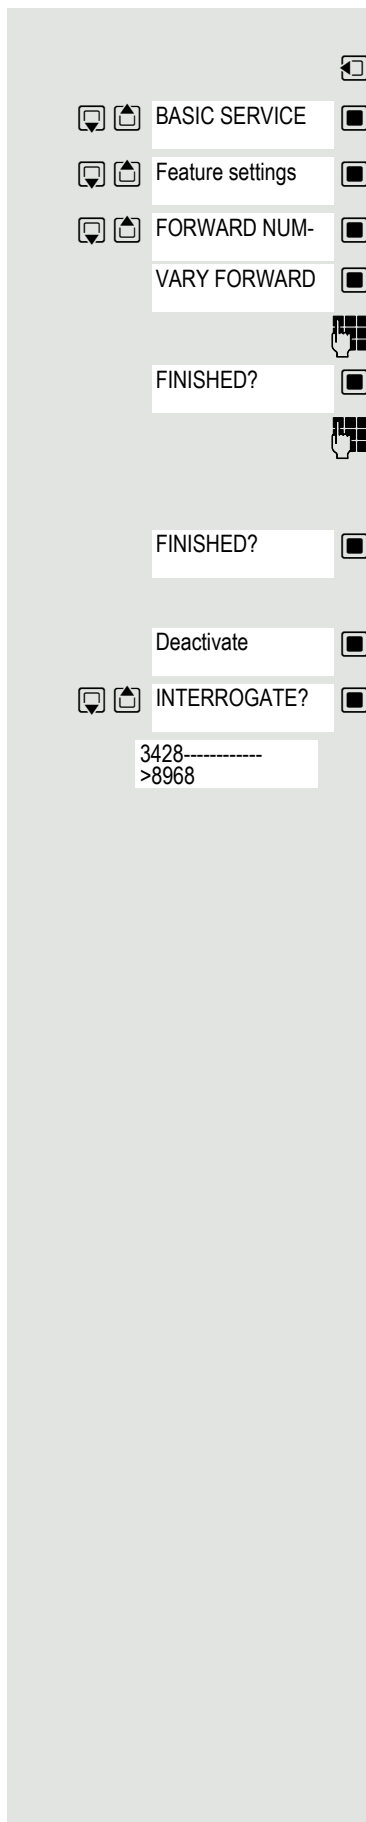 BASIC SERVICE
Feature settings
FORWARD NUM-
VARY FORWARD
FINISHED?
FINISHED?
Deactivate
INTERROGATE?
3428------------
>8968